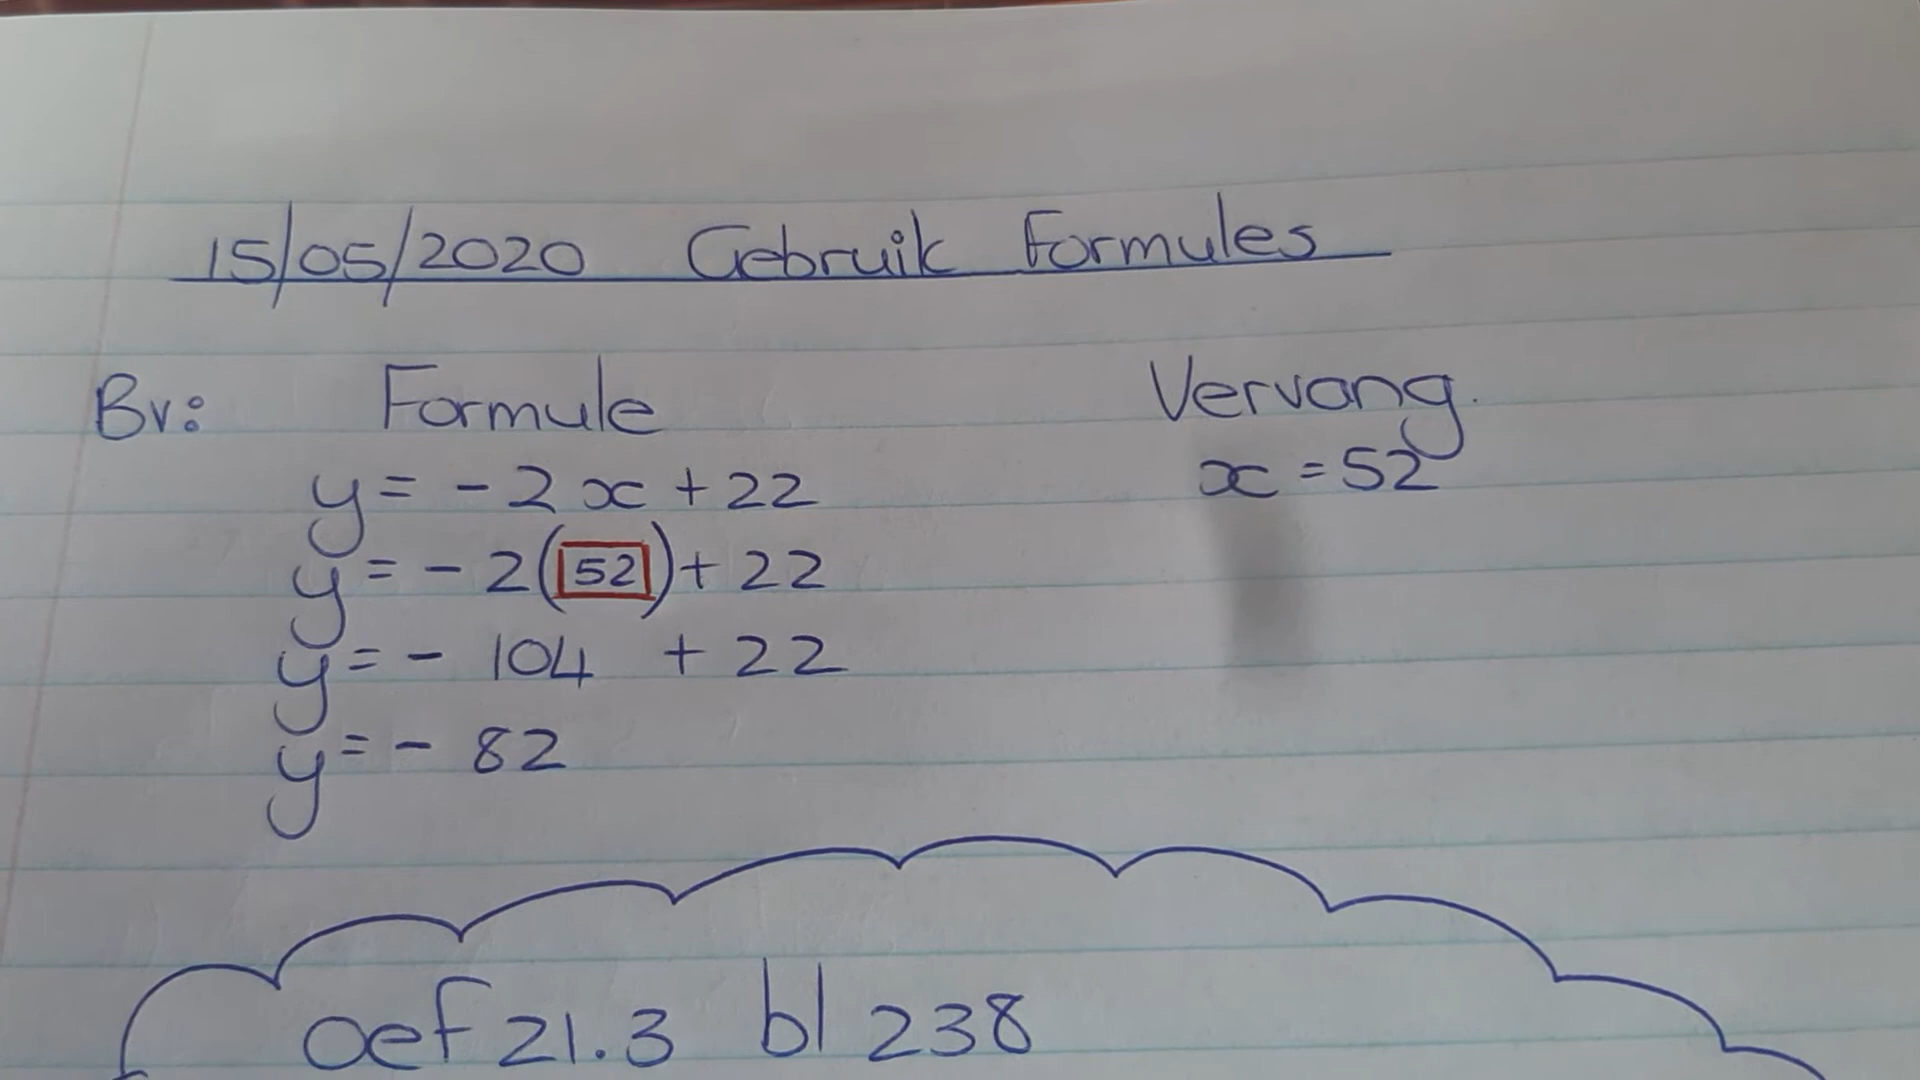 15/05/2020 Gebruik Formules
Bv: Formule Vervang.
y = - 2x + 22 x = 52
y = - 2(52) + 22
y = - 104 + 22
y = - 82
oef 21.3 bl 238